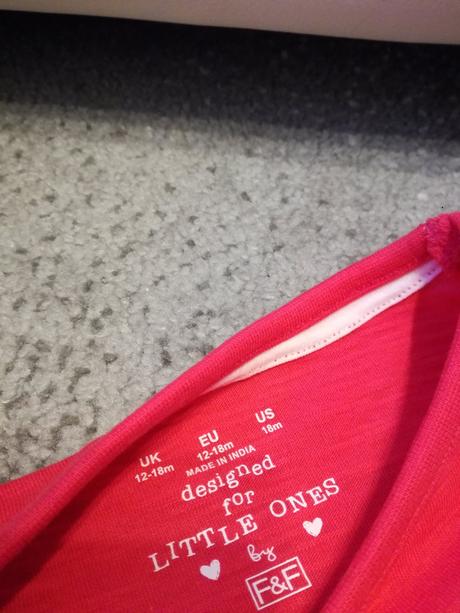 UK EU US
12-18m 12-18m 18m
MADE IN INDIA
designed
for
LITTLE ONES
by
F&F